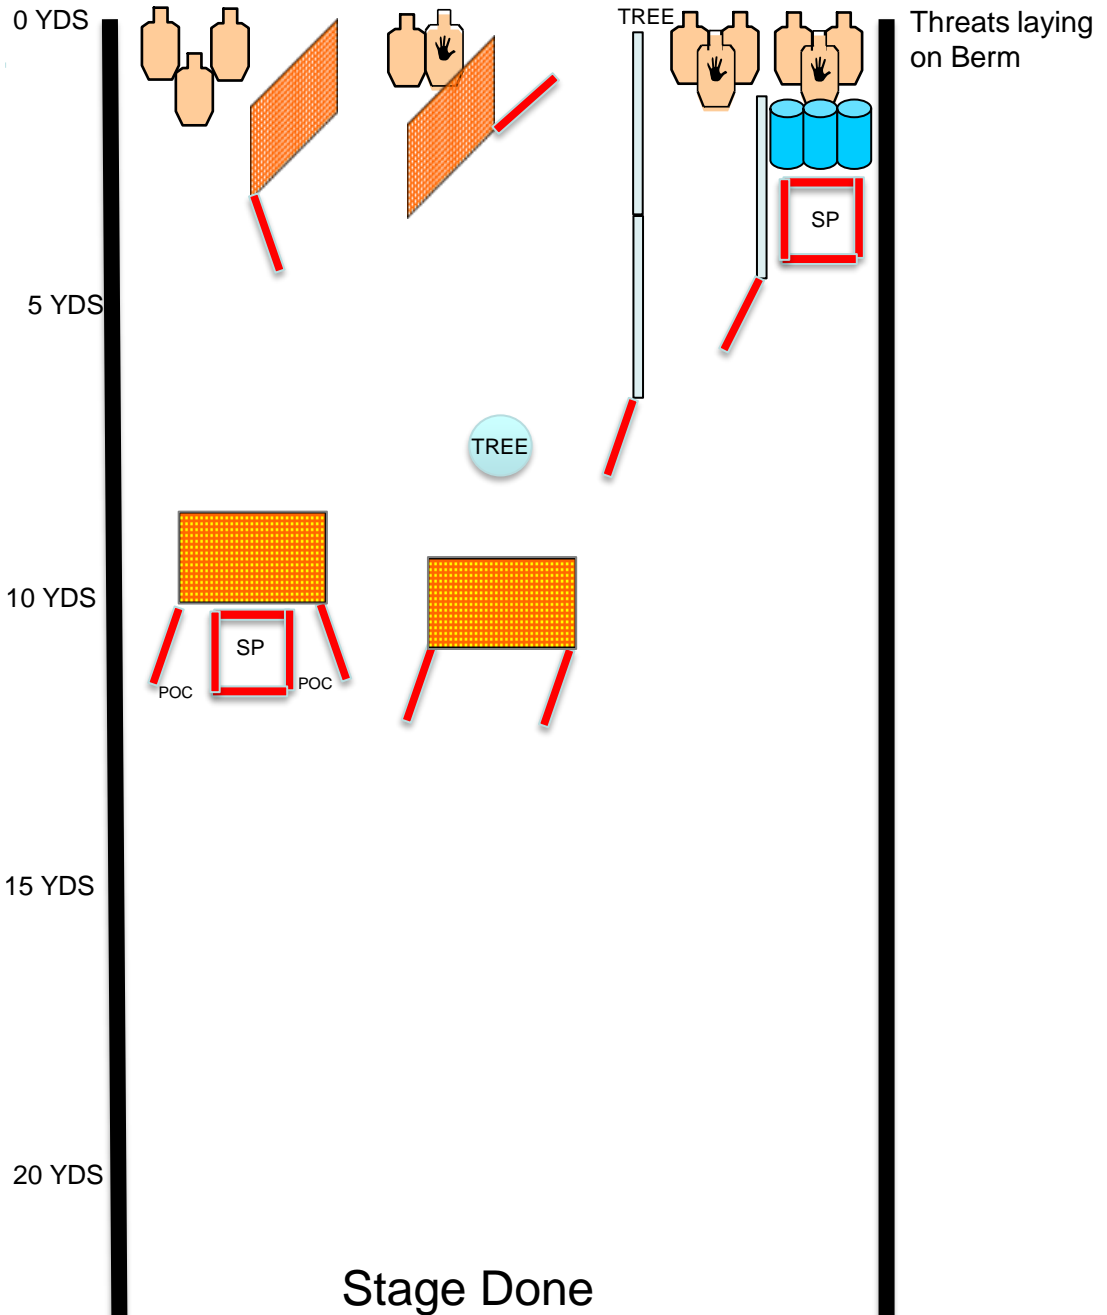 0 YDS
TREE
Threats laying
on Berm
SP
5 YDS
TREE
10 YDS
SP
POC
POC
15 YDS
20 YDS
Stage Done